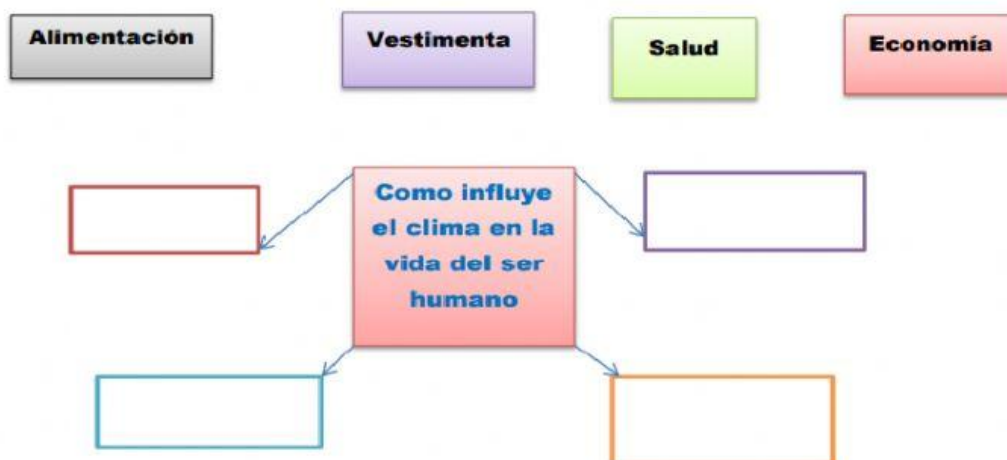 Alimentación
Vestimenta
Salud
Economía
Como influye
el clima en la
vida del ser
humano